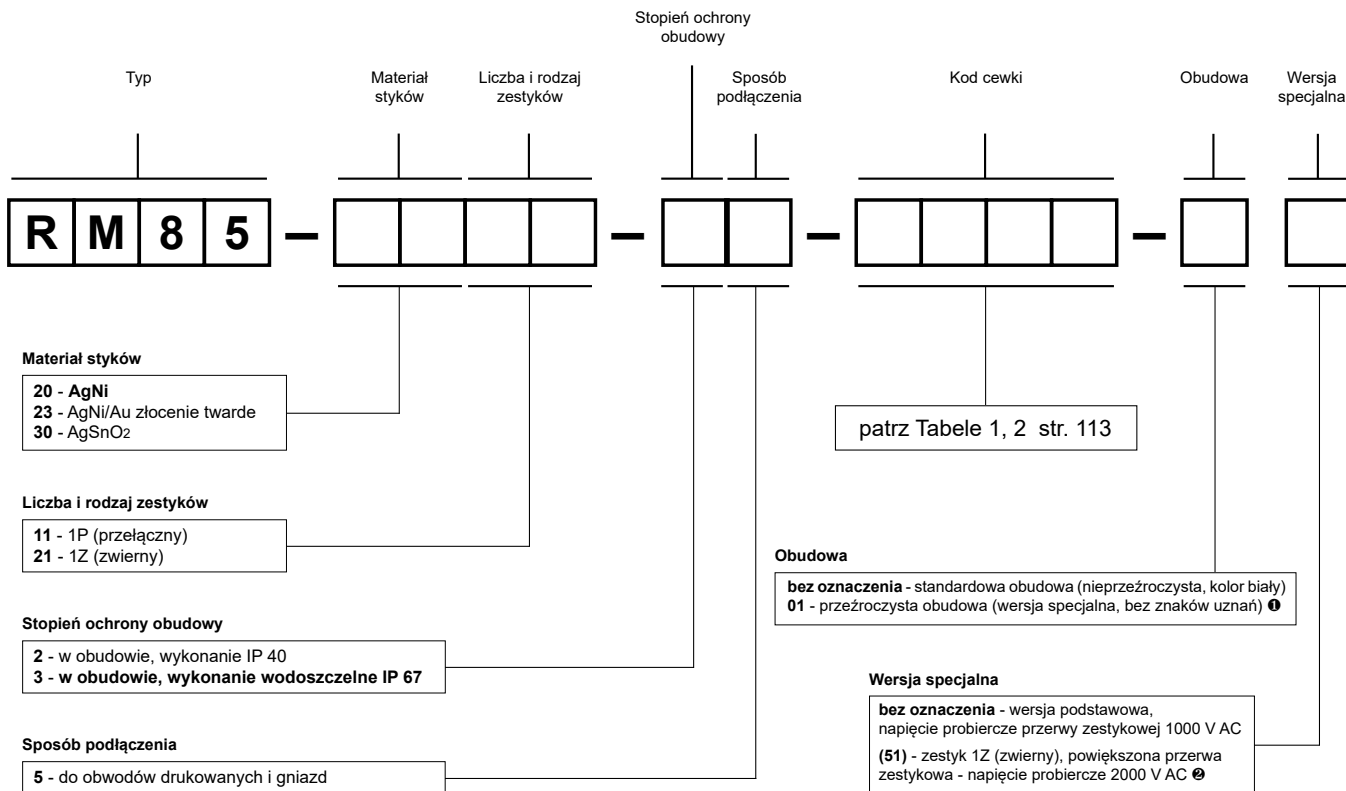 Stopień ochrony
obudowy
Typ
Materiał
styków
Liczba i rodzaj
zestyków
Sposób
podłączenia
Kod cewki
Obudowa
Wersja
specjalna
R M 8 5 – – – –
Materiał styków
20 - AgNi
23 - AgNi/Au złocenie twarde
30 - AgSnO2
patrz Tabele 1, 2 str. 113
Liczba i rodzaj zestyków
11 - 1P (przełączny)
21 - 1Z (zwierny)
Obudowa
bez oznaczenia - standardowa obudowa (nieprzeźroczysta, kolor biały)
01 - przeźroczysta obudowa (wersja specjalna, bez znaków uznań) ❶
Stopień ochrony obudowy
2 - w obudowie, wykonanie IP 40
3 - w obudowie, wykonanie wodoszczelne IP 67
Wersja specjalna
bez oznaczenia - wersja podstawowa,
napięcie probiercze przerwy zestykowej 1000 V AC
(51) - zestyk 1Z (zwierny), powiększona przerwa
zestykowa - napięcie probiercze 2000 V AC ❷
Sposób podłączenia
5 - do obwodów drukowanych i gniazd